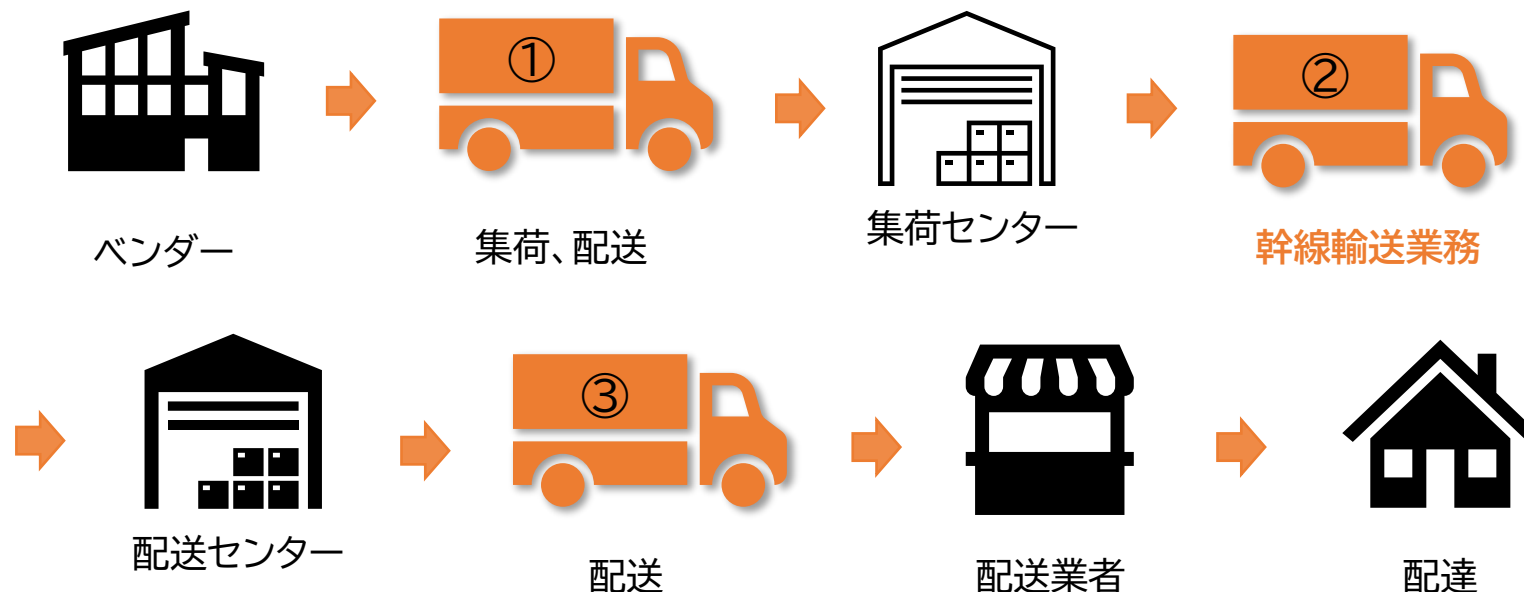 ①
②
ベンダー
集荷、配送
集荷センター
幹線輸送業務
③
配送センター
配送
配送業者
配達